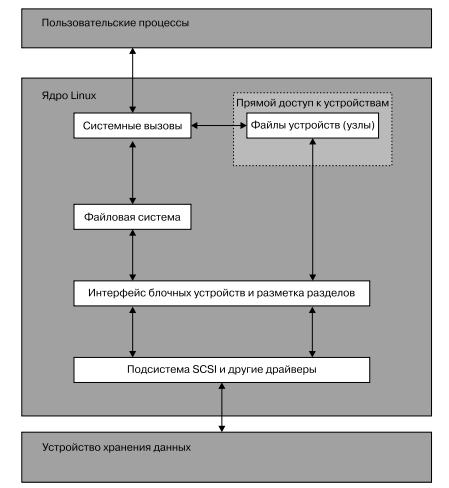 Пользовательские процессы
Ядро Linux
Прямой доступ к устройствам
Системные вызовы
Файлы устройств (узлы)
Файловая система
Интерфейс блочных устройств и разметка разделов
Подсистема SCSI и другие драйверы
Устройство хранения данных